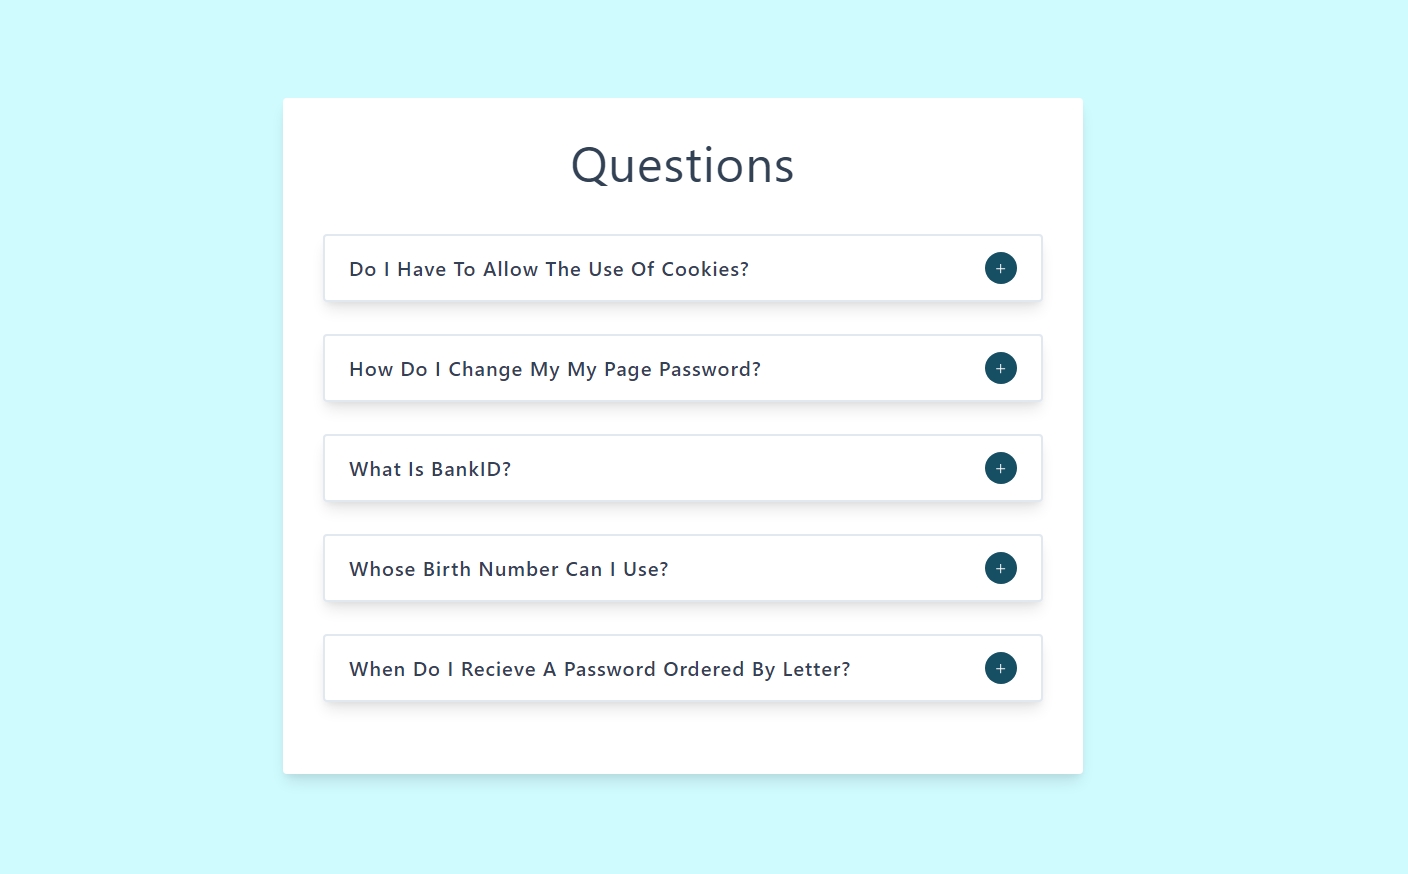 Questions
Do I Have To Allow The Use Of Cookies?
+
How Do I Change My My Page Password?
+
What Is BankID?
+
Whose Birth Number Can I Use?
+
When Do I Recieve A Password Ordered By Letter?
+